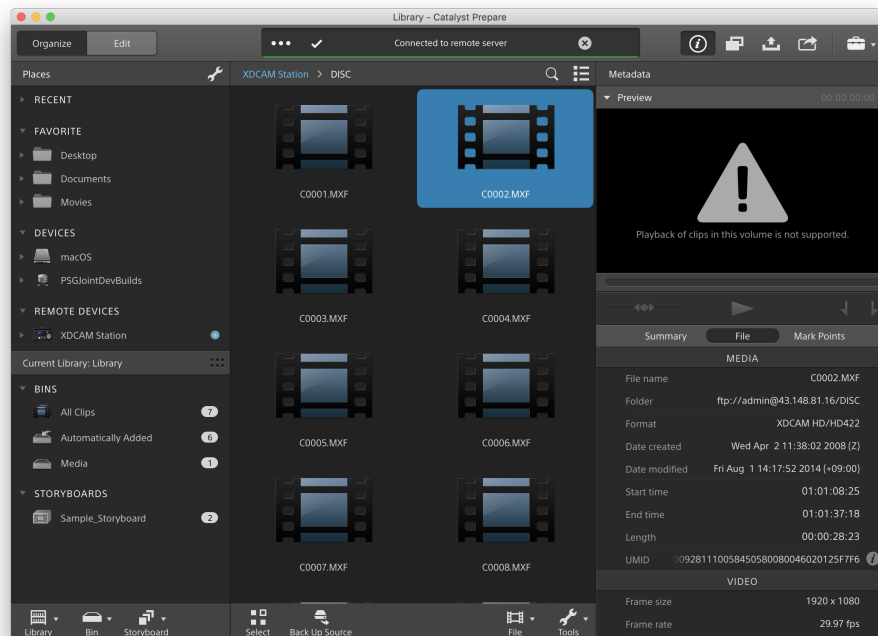 Library - Catalyst Prepare
Organize
Edit
Connected to remote server
Places
XDCAM Station > DISC
Metadata
RECENT
FAVORITE
Desktop
Documents
Movies
DEVICES
macOS
PSGJointDevBuilds
REMOTE DEVICES
XDCAM Station
Current Library: Library
BINS
All Clips 7
Automatically Added 6
Media 1
STORYBOARDS
Sample_Storyboard 2
Library
Bin
Storyboard
C0001.MXF
C0002.MXF
C0003.MXF
C0004.MXF
C0005.MXF
C0006.MXF
C0007.MXF
C0008.MXF
Select
Back Up Source
File
Tools
Preview 00:00:00:00
Playback of clips in this volume is not supported.
Summary
File
Mark Points
MEDIA
File name C0002.MXF
Folder ftp://admin@43.148.81.16/DISC
Format XDCAM HD/HD422
Date created Wed Apr 2 11:38:02 2008 (Z)
Date modified Fri Aug 1 14:17:52 2014 (+09:00)
Start time 01:01:08:25
End time 01:01:37:18
Length 00:00:28:23
UMID
VIDEO
Frame size 1920 x 1080
Frame rate 29.97 fps